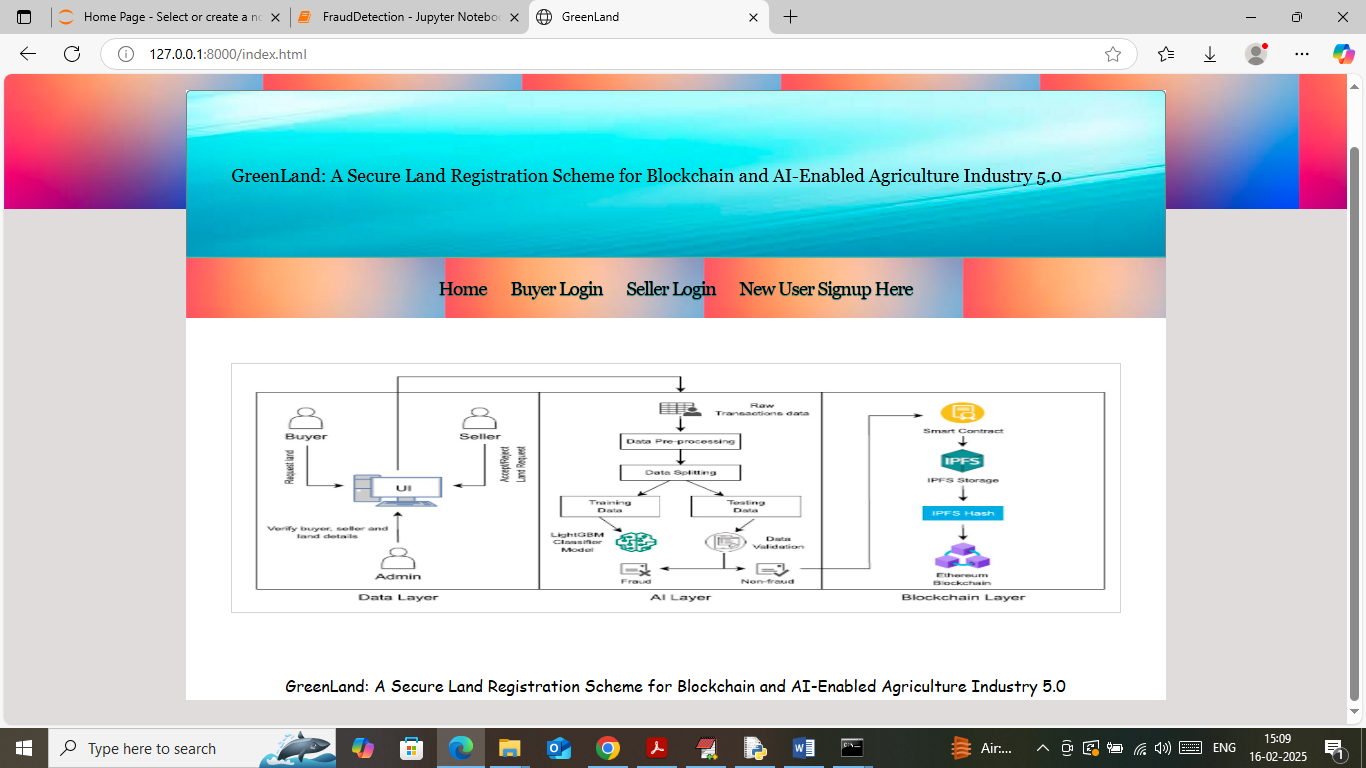 Home Page - Select or create a no
FraudDetection - Jupyter Noteboo
GreenLand
127.0.0.1:8000/index.html
GreenLand: A Secure Land Registration Scheme for Blockchain and AI-Enabled Agriculture Industry 5.0
Home Buyer Login Seller Login New User Signup Here
Buyer
Seller
Request land
Accept/Reject
Land Request
UI
Verify buyer, seller and
land details
Admin
Data Layer
Raw
Transactions data
Data Pre-processing
Data Splitting
Training
Data
Testing
Data
LightGBM
Classifier
Model
Data
Validation
Fraud
Non-fraud
AI Layer
Smart Contract
IPFS
IPFS Storage
IPFS Hash
Ethereum
Blockchain
Blockchain Layer
GreenLand: A Secure Land Registration Scheme for Blockchain and AI-Enabled Agriculture Industry 5.0
Type here to search
Air:...
ENG
15:09
16-02-2025
1